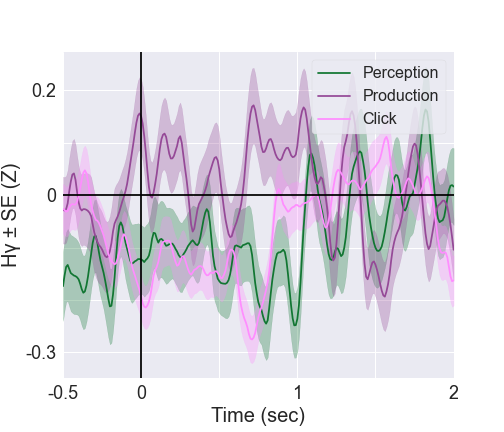 Perception
Production
Click
0.2
0
-0.3
Hγ ± SE (Z)
-0.5
0
1
2
Time (sec)